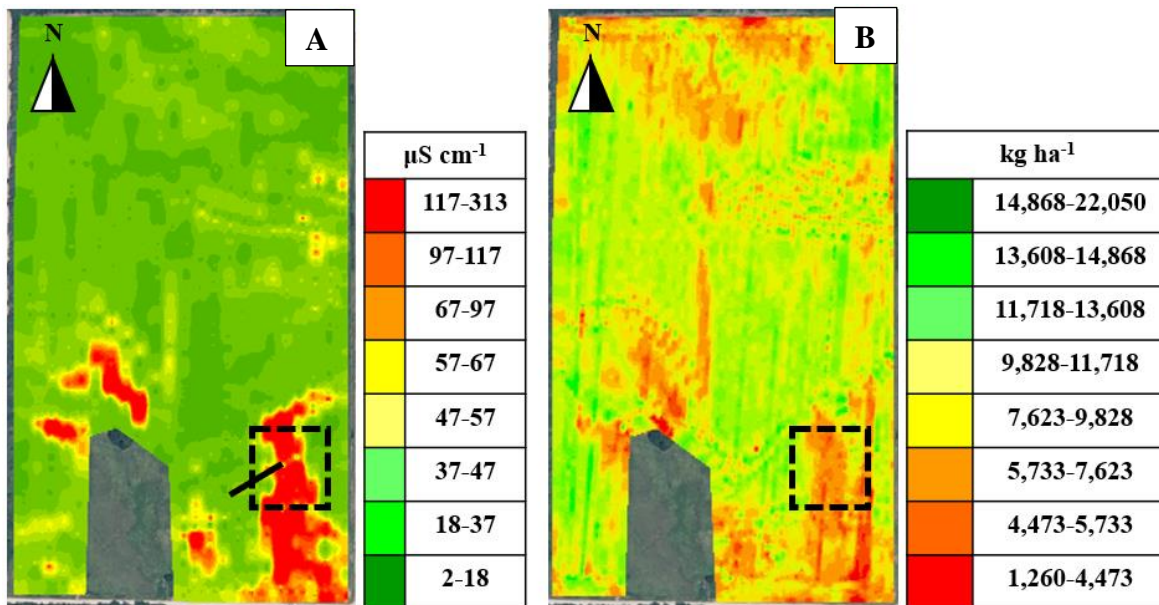 N
A
µS cm-1
117-313
97-117
67-97
57-67
47-57
37-47
18-37
2-18
N
B
kg ha-1
14,868-22,050
13,608-14,868
11,718-13,608
9,828-11,718
7,623-9,828
5,733-7,623
4,473-5,733
1,260-4,473